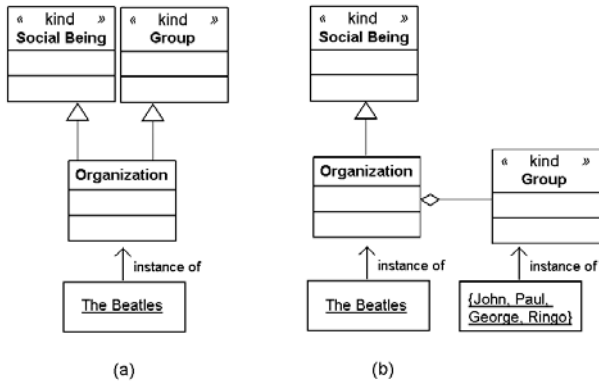 « kind »
Social Being
« kind »
Group
Organization
instance of
The Beatles
(a)
« kind »
Social Being
Organization
« kind »
Group
instance of
instance of
The Beatles
{John, Paul,
George, Ringo}
(b)